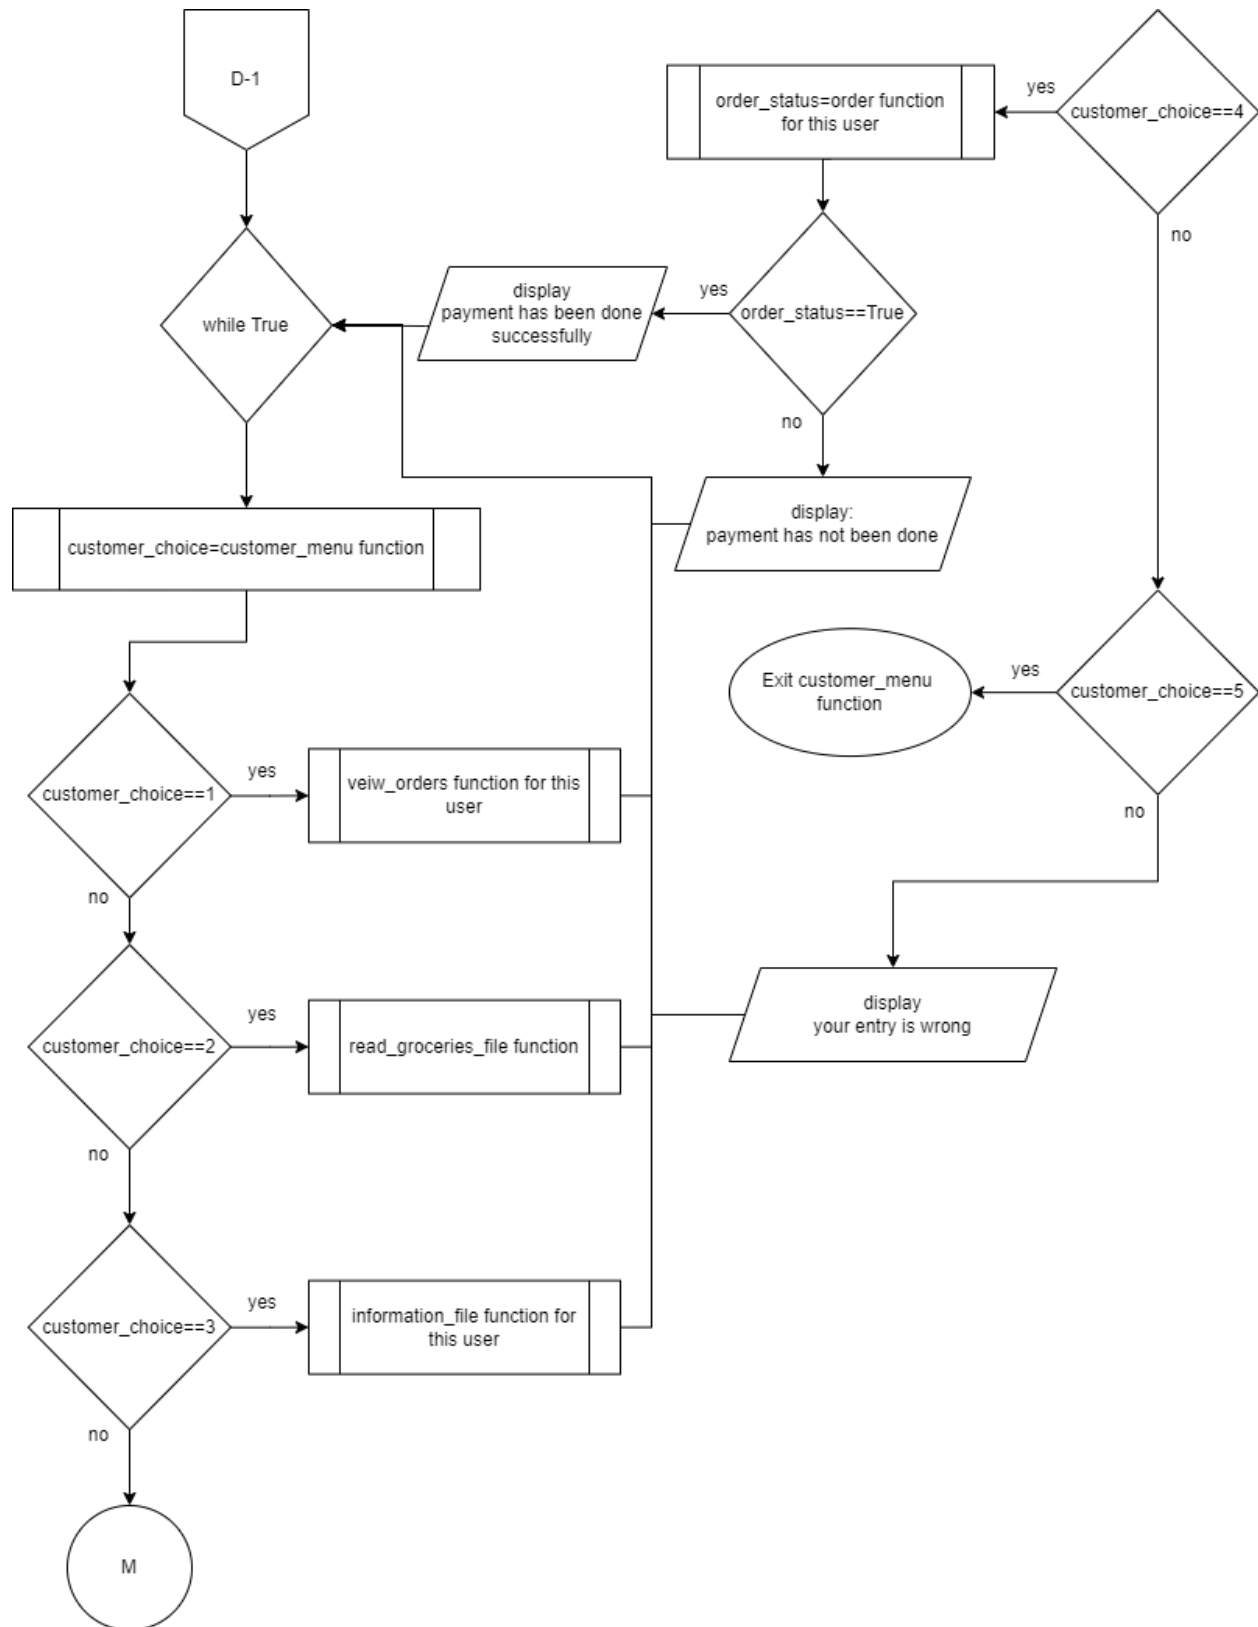 D-1
while True
customer_choice=customer_menu function
customer_choice==1
yes
veiw_orders function for this
user
no
customer_choice==2
yes
read_groceries_file function
no
customer_choice==3
yes
information_file function for
this user
no
M
customer_choice==4
yes
order_status=order function
for this user
order_status==True
yes
display
payment has been done
successfully
no
display:
payment has not been done
no
customer_choice==5
yes
Exit customer_menu
function
no
display
your entry is wrong